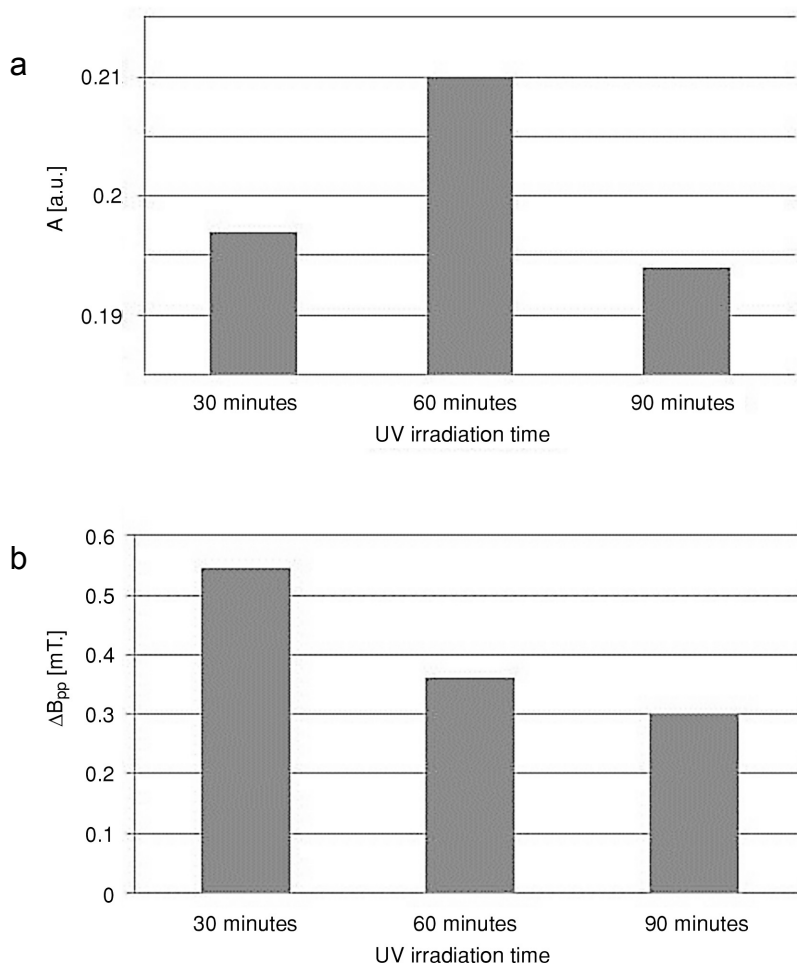 a
0.21
0.2
0.19
A [a.u.]
30 minutes 60 minutes 90 minutes
UV irradiation time
b
0.6
0.5
0.4
0.3
0.2
0.1
0
ΔBpp [mT.]
30 minutes 60 minutes 90 minutes
UV irradiation time